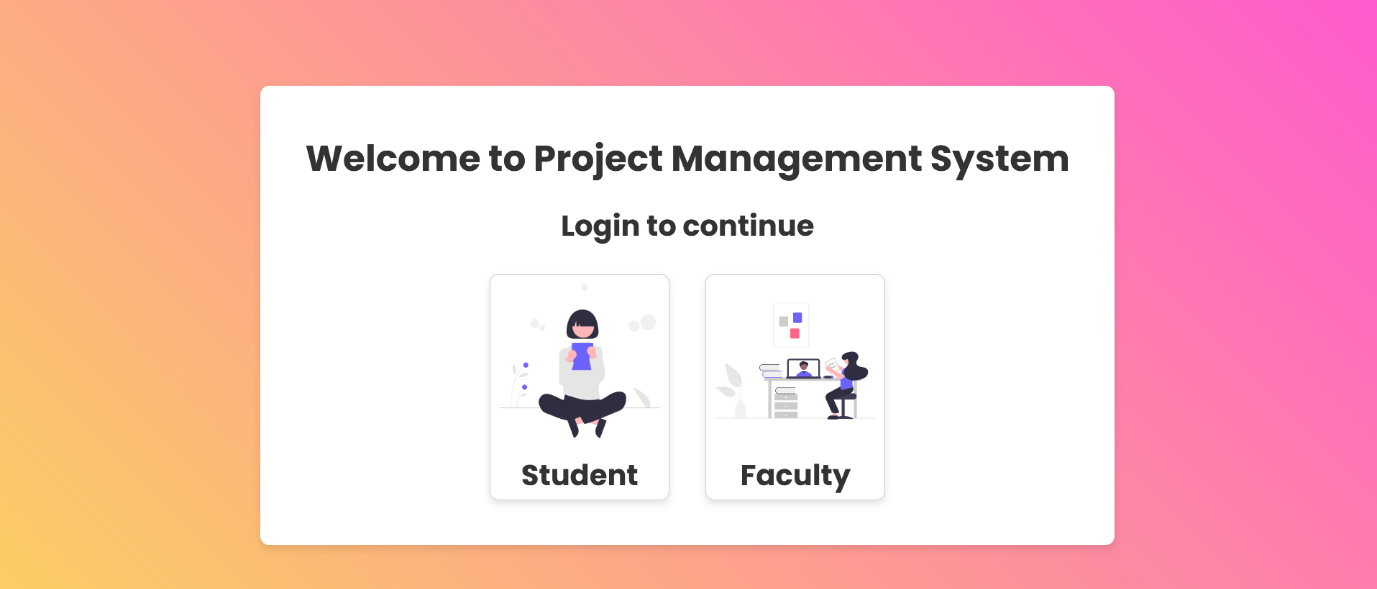 Welcome to Project Management System
Login to continue
Student
Faculty